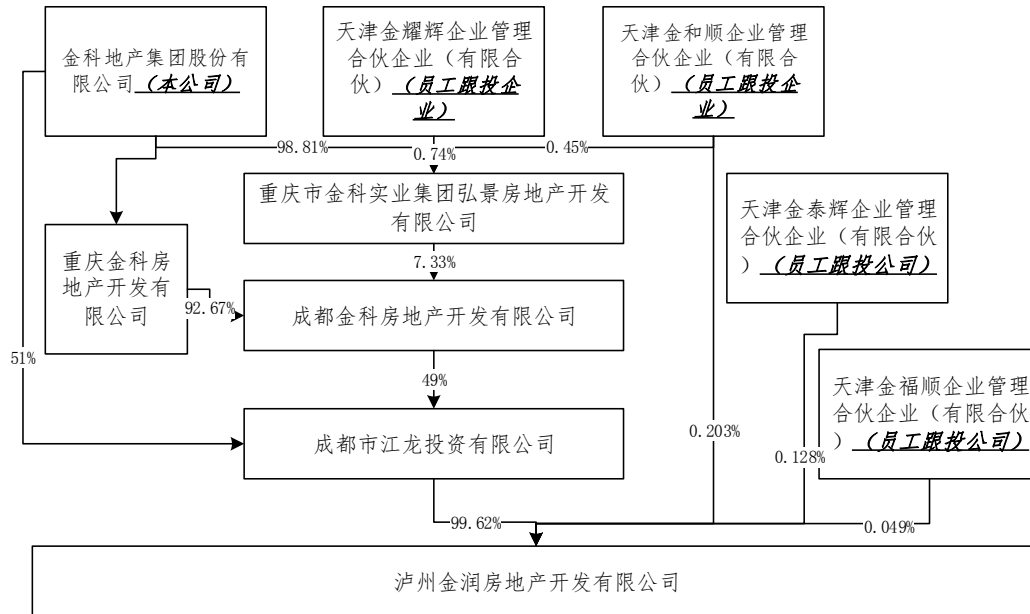 金科地产集团股份有
限公司（本公司）
天津金耀辉企业管理
合伙企业（有限合
伙）（员工跟投企
业）
天津金和顺企业管理
合伙企业（有限合
伙）（员工跟投企
业）
98.81%
0.74%
0.45%
重庆市金科实业集团弘景房地产开发
有限公司
天津金泰辉企业管理
合伙企业（有限合伙
）（员工跟投公司）
重庆金科房
地产开发有
限公司
7.33%
92.67%
成都金科房地产开发有限公司
51%
49%
天津金福顺企业管理
合伙企业（有限合伙
）（员工跟投公司）
成都市江龙投资有限公司
0.203%
0.128%
99.62%
0.049%
泸州金润房地产开发有限公司